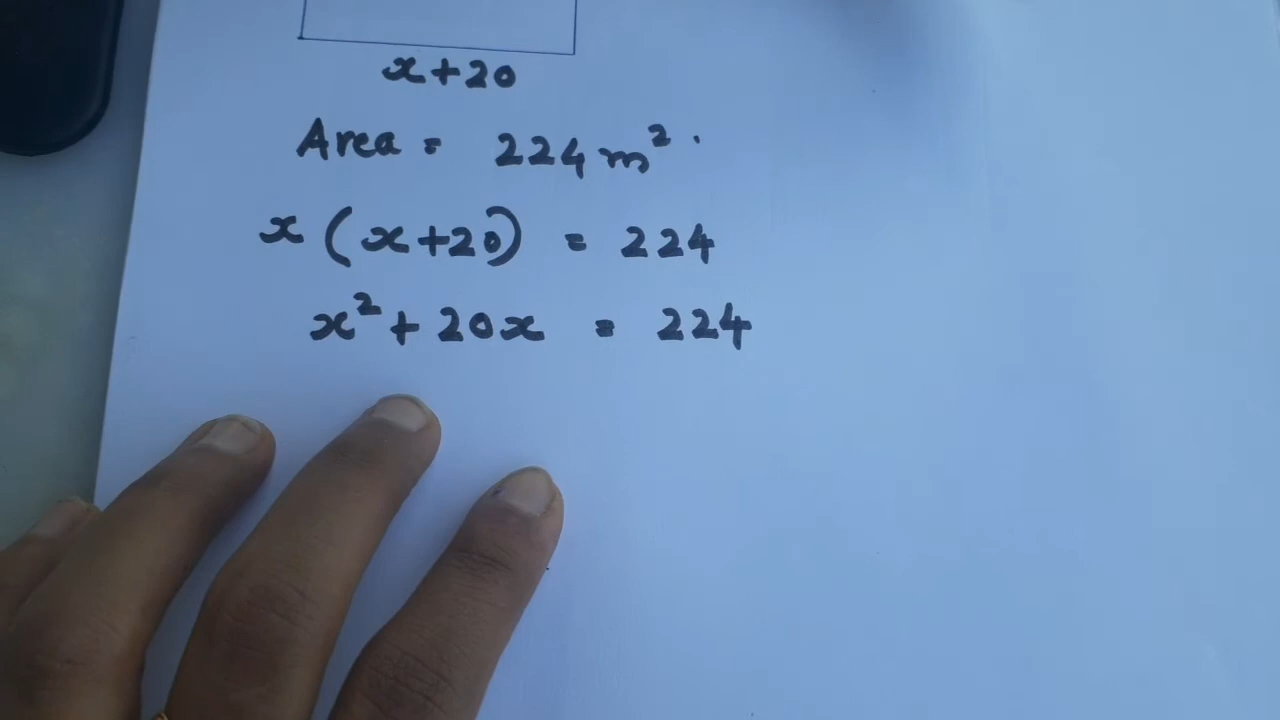 x+20
Area = 224 m².
x (x+20) = 224
x² + 20x = 224